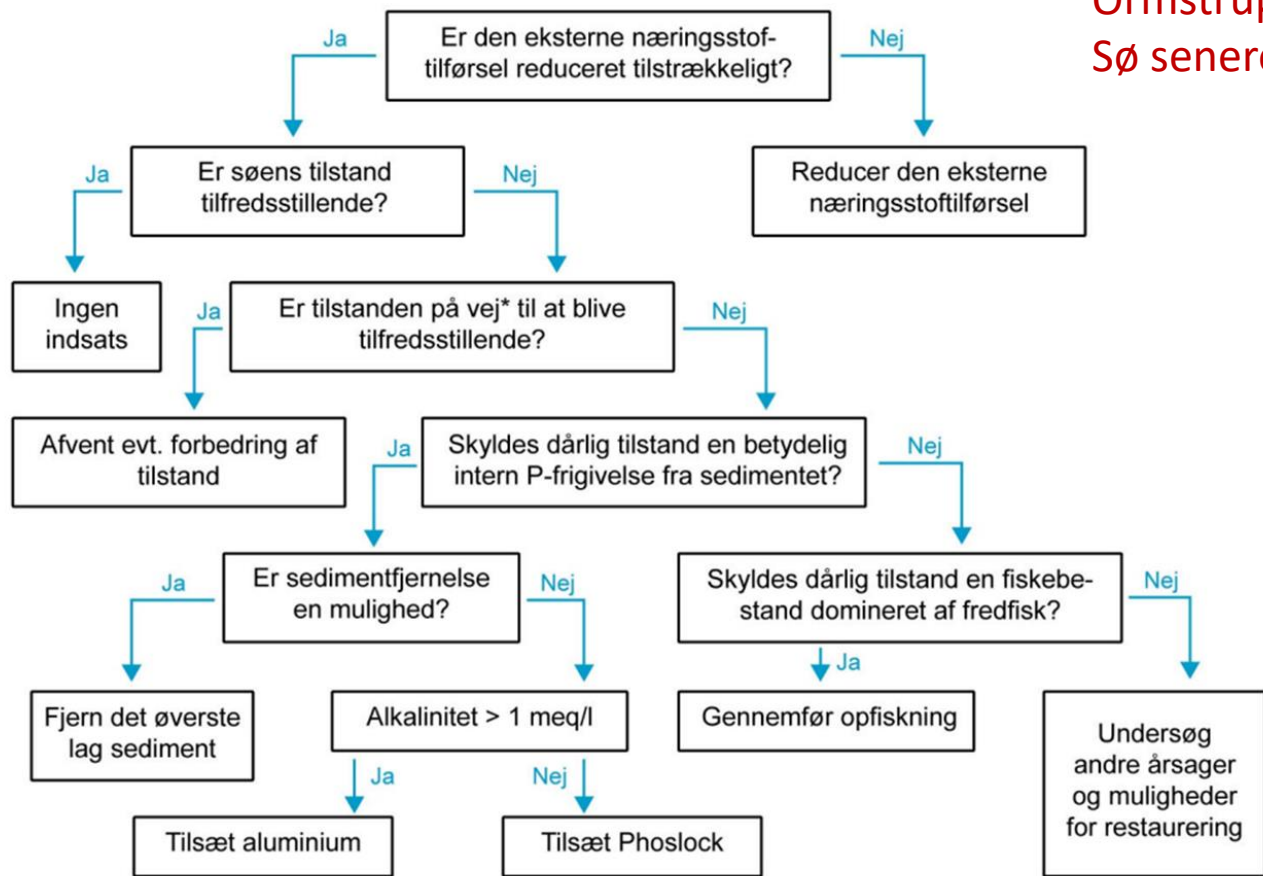 Ormstrup
Sø senere
Er den eksterne næringsstof-
tilførsel reduceret tilstrækkeligt?
Ja
Nej
Er søens tilstand
tilfredsstillende?
Reducer den eksterne
næringsstoftilførsel
Ja
Nej
Ingen
indsats
Er tilstanden på vej* til at blive
tilfredsstillende?
Ja
Nej
Afvent evt. forbedring af
tilstand
Skyldes dårlig tilstand en betydelig
intern P-frigivelse fra sedimentet?
Ja
Nej
Er sedimentfjernelse
en mulighed?
Skyldes dårlig tilstand en fiskebe-
stand domineret af fredfisk?
Ja
Nej
Nej
Ja
Fjern det øverste
lag sediment
Alkalinitet > 1 meq/l
Gennemfør opfiskning
Undersøg
andre årsager
og muligheder
for restaurering
Ja
Nej
Tilsæt aluminium
Tilsæt Phoslock